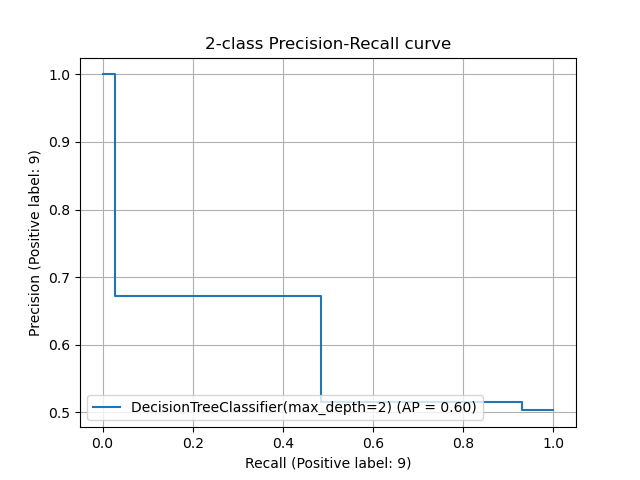 2-class Precision-Recall curve
Precision (Positive label: 9)
1.0
0.9
0.8
0.7
0.6
0.5
DecisionTreeClassifier(max_depth=2) (AP = 0.60)
0.0 0.2 0.4 0.6 0.8 1.0
Recall (Positive label: 9)